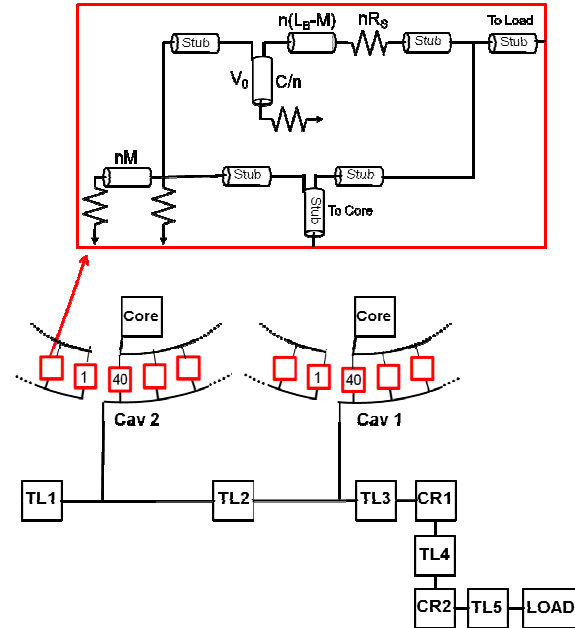 n(L_B-M) nR_S To Load
Stub Stub Stub
V_0 C/n
nM
Stub Stub
Stub To Core
Core Core
1 40 1 40
Cav 2 Cav 1
TL1 TL2 TL3 CR1
TL4
CR2 TL5 LOAD